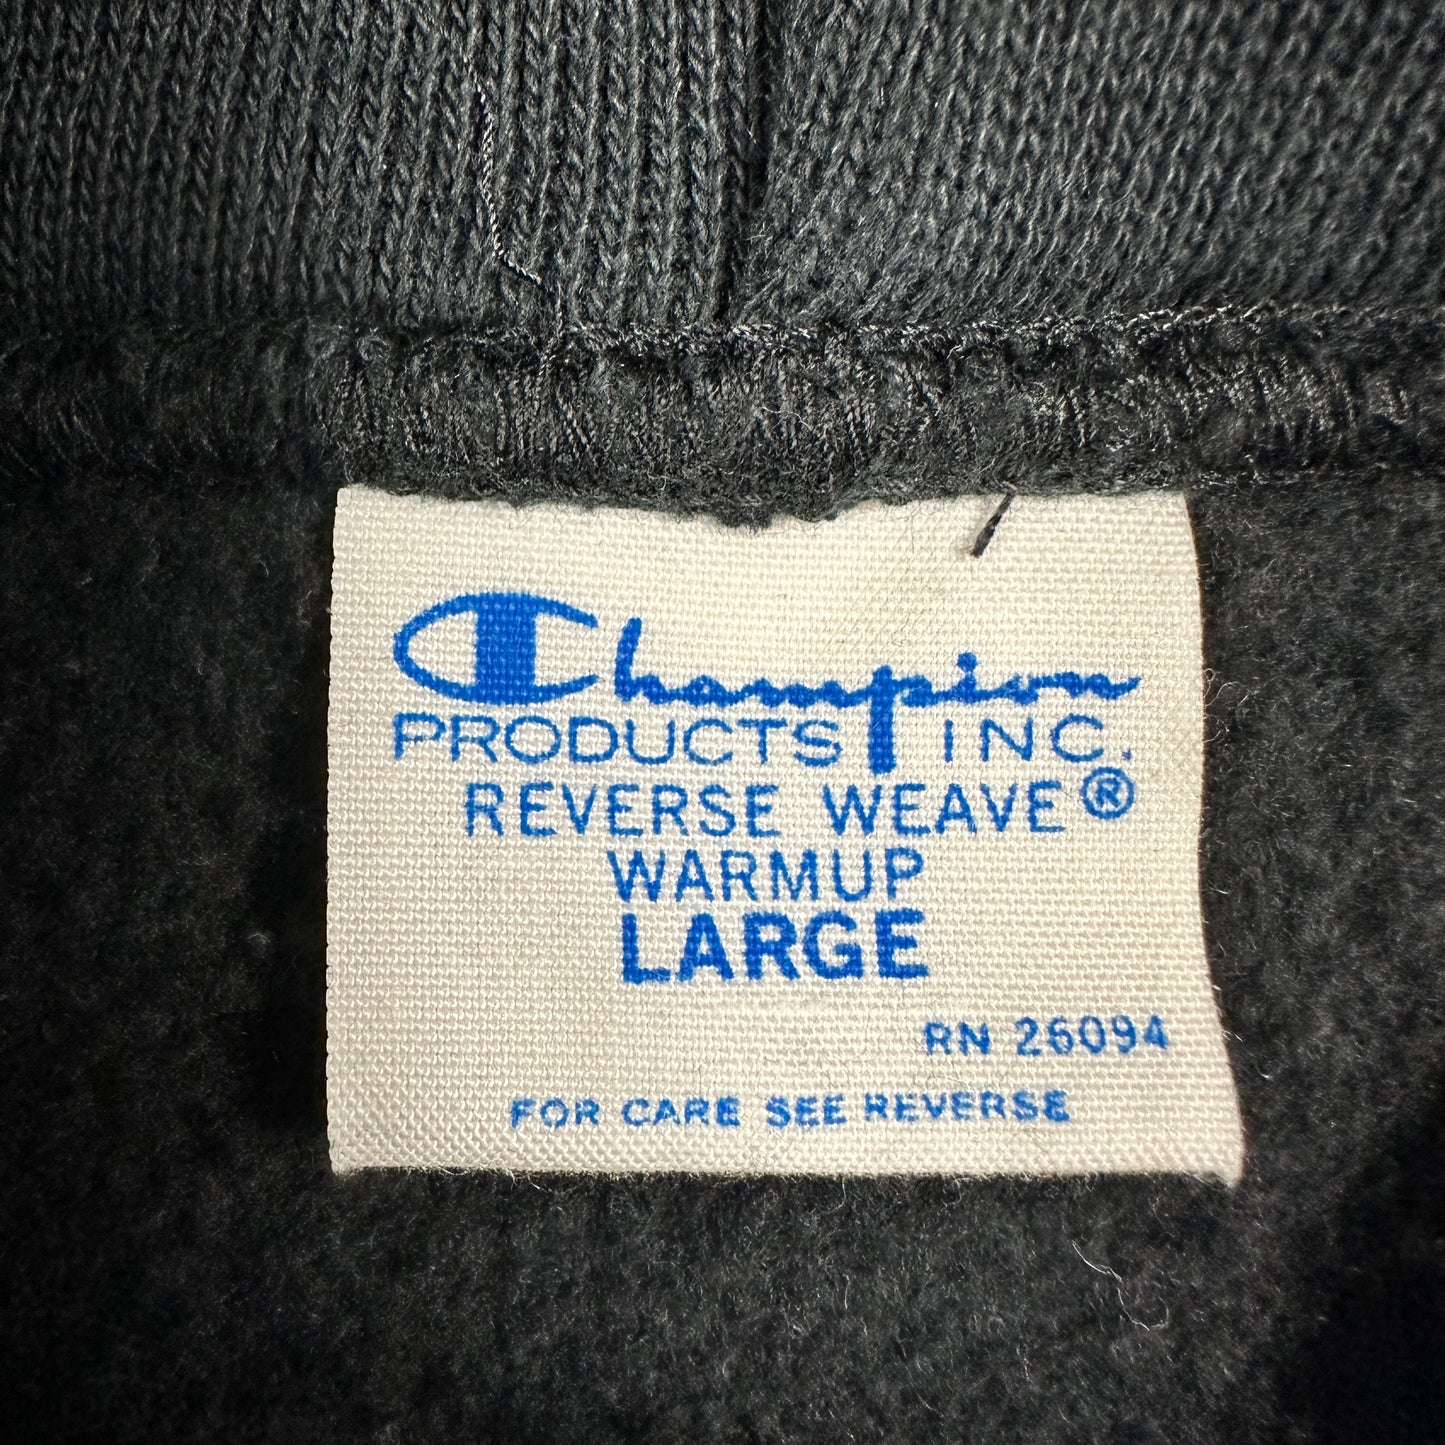 Champion
PRODUCTS INC.
REVERSE WEAVE®
WARMUP
LARGE
RN 26094
FOR CARE SEE REVERSE